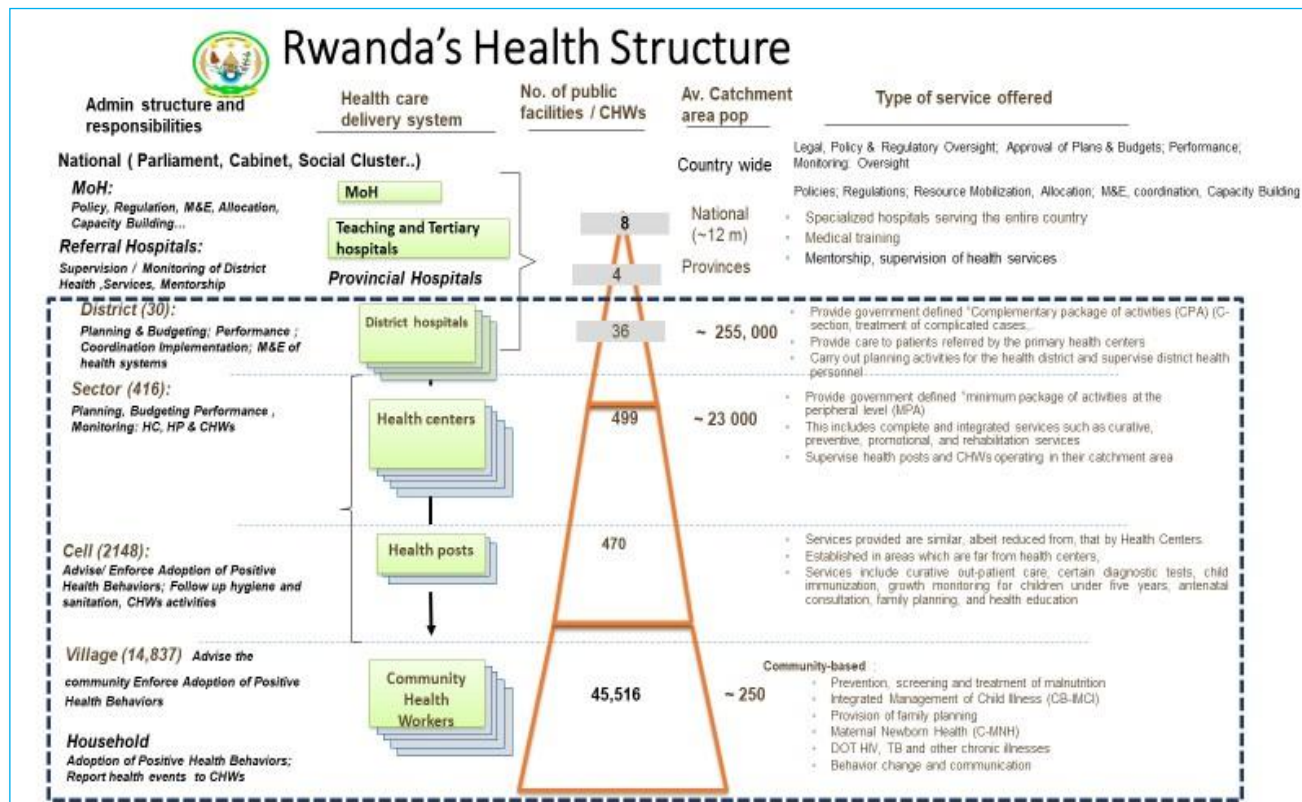 Rwanda's Health Structure
Admin structure and
responsibilities
Health care
delivery system
No. of public
facilities / CHWs
Av. Catchment
area pop
Type of service offered
National ( Parliament, Cabinet, Social Cluster..)
MoH:
Policy, Regulation, M&E, Allocation,
Capacity Building...
Referral Hospitals:
Supervision / Monitoring of District
Health ,Services, Mentorship
MoH
Teaching and Tertiary
hospitals
Provincial Hospitals
8
4
Country wide
National
(~12 m)
Provinces
Legal, Policy & Regulatory Oversight; Approval of Plans & Budgets; Performance;
Monitoring: Oversight
Policies; Regulations; Resource Mobilization, Allocation; M&E, coordination, Capacity Building
• Specialized hospitals serving the entire country
• Medical training
• Mentorship, supervision of health services
District (30):
Planning & Budgeting; Performance ;
Coordination Implementation; M&E of
health systems
District hospitals
36
~ 255, 000
• Provide government defined "Complementary package of activities (CPA) (C-
section, treatment of complicated cases,..
• Provide care to patients referred by the primary health centers
• Carry out planning activities for the health district and supervise district health
personnel
Sector (416):
Planning, Budgeting Performance ,
Monitoring: HC, HP & CHWs
Health centers
499
~ 23 000
• Provide government defined "minimum package of activities at the
peripheral level (MPA)
• This includes complete and integrated services such as curative,
preventive, promotional, and rehabilitation services
• Supervise health posts and CHWs operating in their catchment area
Cell (2148):
Advise/ Enforce Adoption of Positive
Health Behaviors; Follow up hygiene and
sanitation, CHWs activities
Health posts
470
• Services provided are similar, albeit reduced from, that by Health Centers.
• Established in areas which are far from health centers,
• Services include curative out-patient care, certain diagnostic tests, child
immunization, growth monitoring for children under five years, antenatal
consultation, family planning, and health education
Village (14,837) Advise the
community Enforce Adoption of Positive
Health Behaviors
Household
Adoption of Positive Health Behaviors;
Report health events to CHWs
Community
Health
Workers
45,516
~ 250
Community-based :
• Prevention, screening and treatment of malnutrition
• Integrated Management of Child Illness (CB-IMCI)
• Provision of family planning
• Maternal Newborn Health (C-MNH)
• DOT HIV, TB and other chronic illnesses
• Behavior change and communication